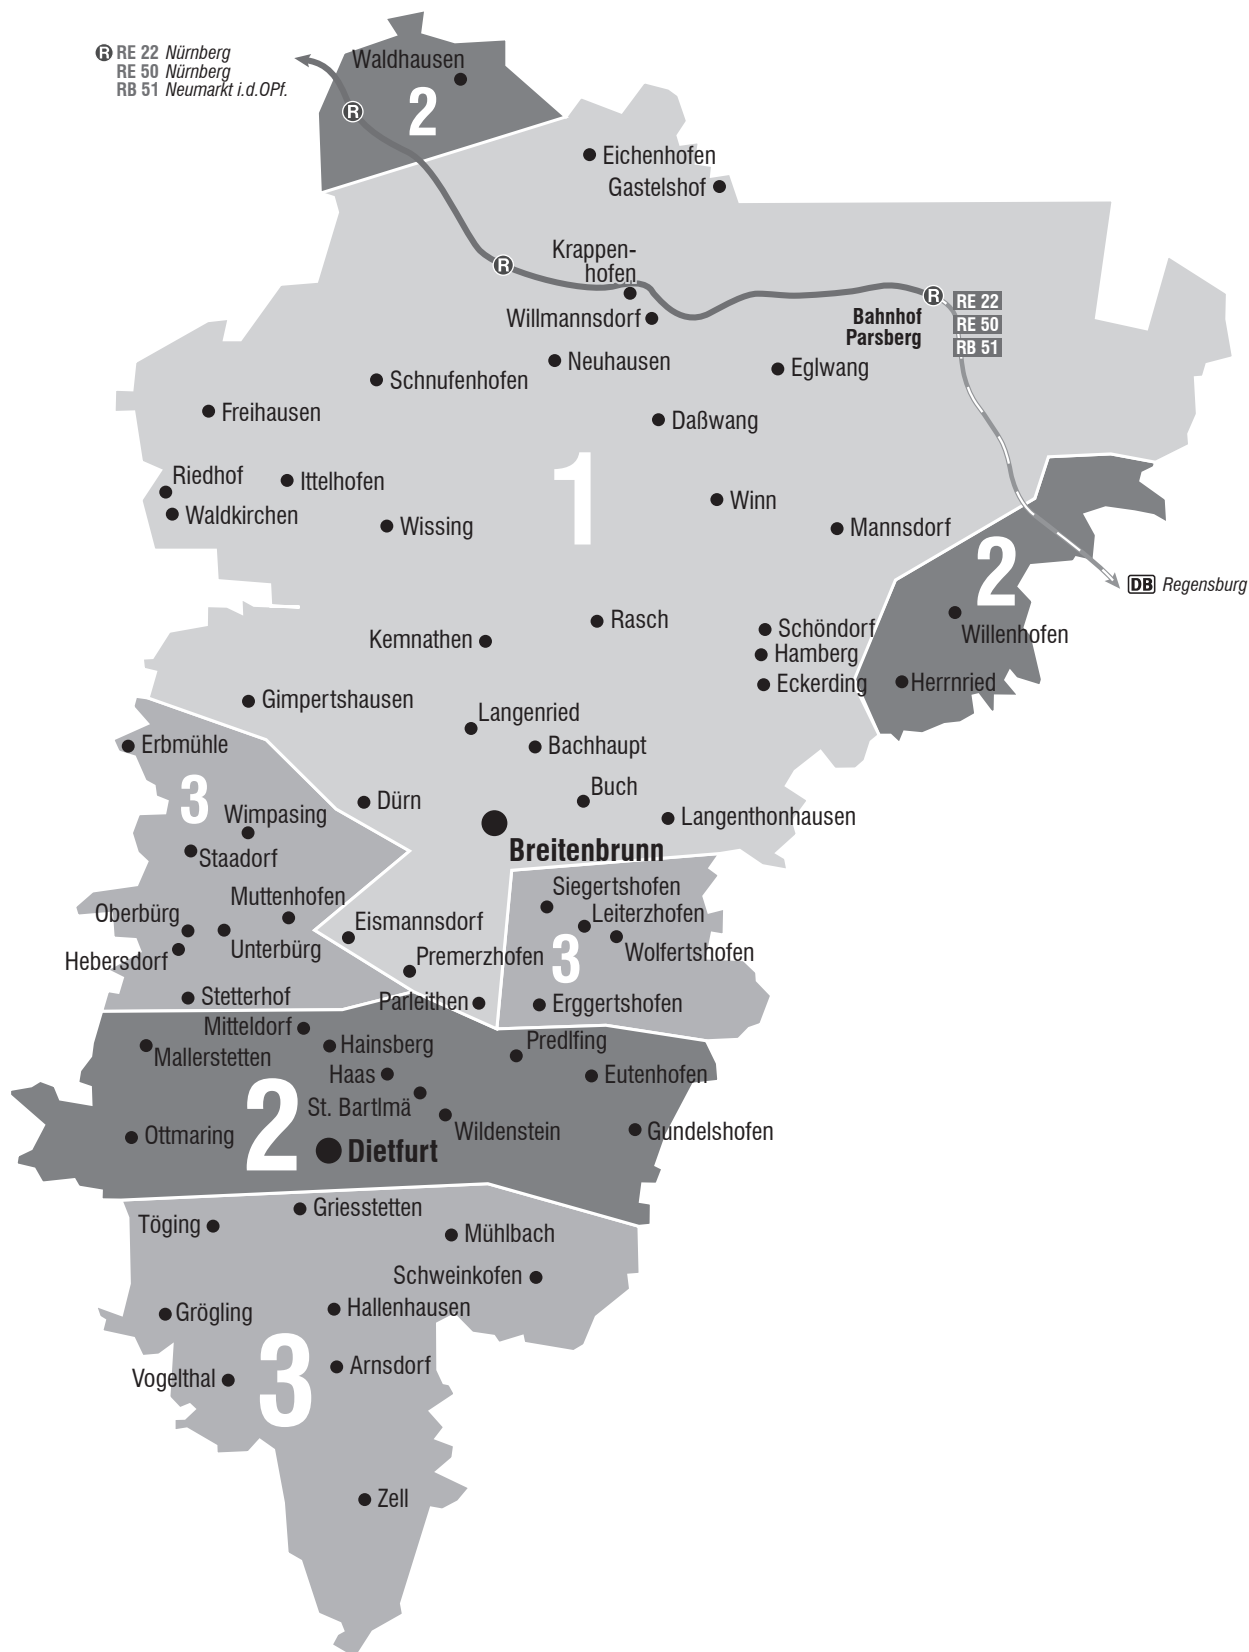 R RE 22 Nürnberg
RE 50 Nürnberg
RB 51 Neumarkt i.d.OPf.
Waldhausen
2
R
Eichenhofen
Gastelshof
Krappen-
hofen
R
R
RE 22
RE 50
RB 51
Bahnhof
Parsberg
Willmannsdorf
Neuhausen
Eglwang
Schnufenhofen
Freihausen
Daßwang
1
Riedhof
Ittelhofen
Waldkirchen
Wissing
Winn
Mannsdorf
2
DB Regensburg
Willenhofen
Herrnried
Rasch
Kemnathen
Schöndorf
Hamberg
Eckerding
Gimpertshausen
Langenried
Bachhaupt
Erbmühle
3
Wimpasing
Staadorf
Dürn
Buch
Langenthonhausen
Breitenbrunn
Muttenhofen
Oberbürg
Unterbürg
Hebersdorf
Stetterhof
Eismannsdorf
Premerzhofen
Parleithen
Siegertshofen
Leiterzhofen
3
Wolfertshofen
Erggertshofen
Mitteldorf
Mallerstetten
Hainsberg
Haas
Predlfing
Eutenhofen
2
St. Bartlmä
Wildenstein
Ottmaring
Dietfurt
Gundelshofen
Griesstetten
Töging
Mühlbach
Schweinkofen
Grögling
Hallenhausen
3
Vogelthal
Arnsdorf
Zell